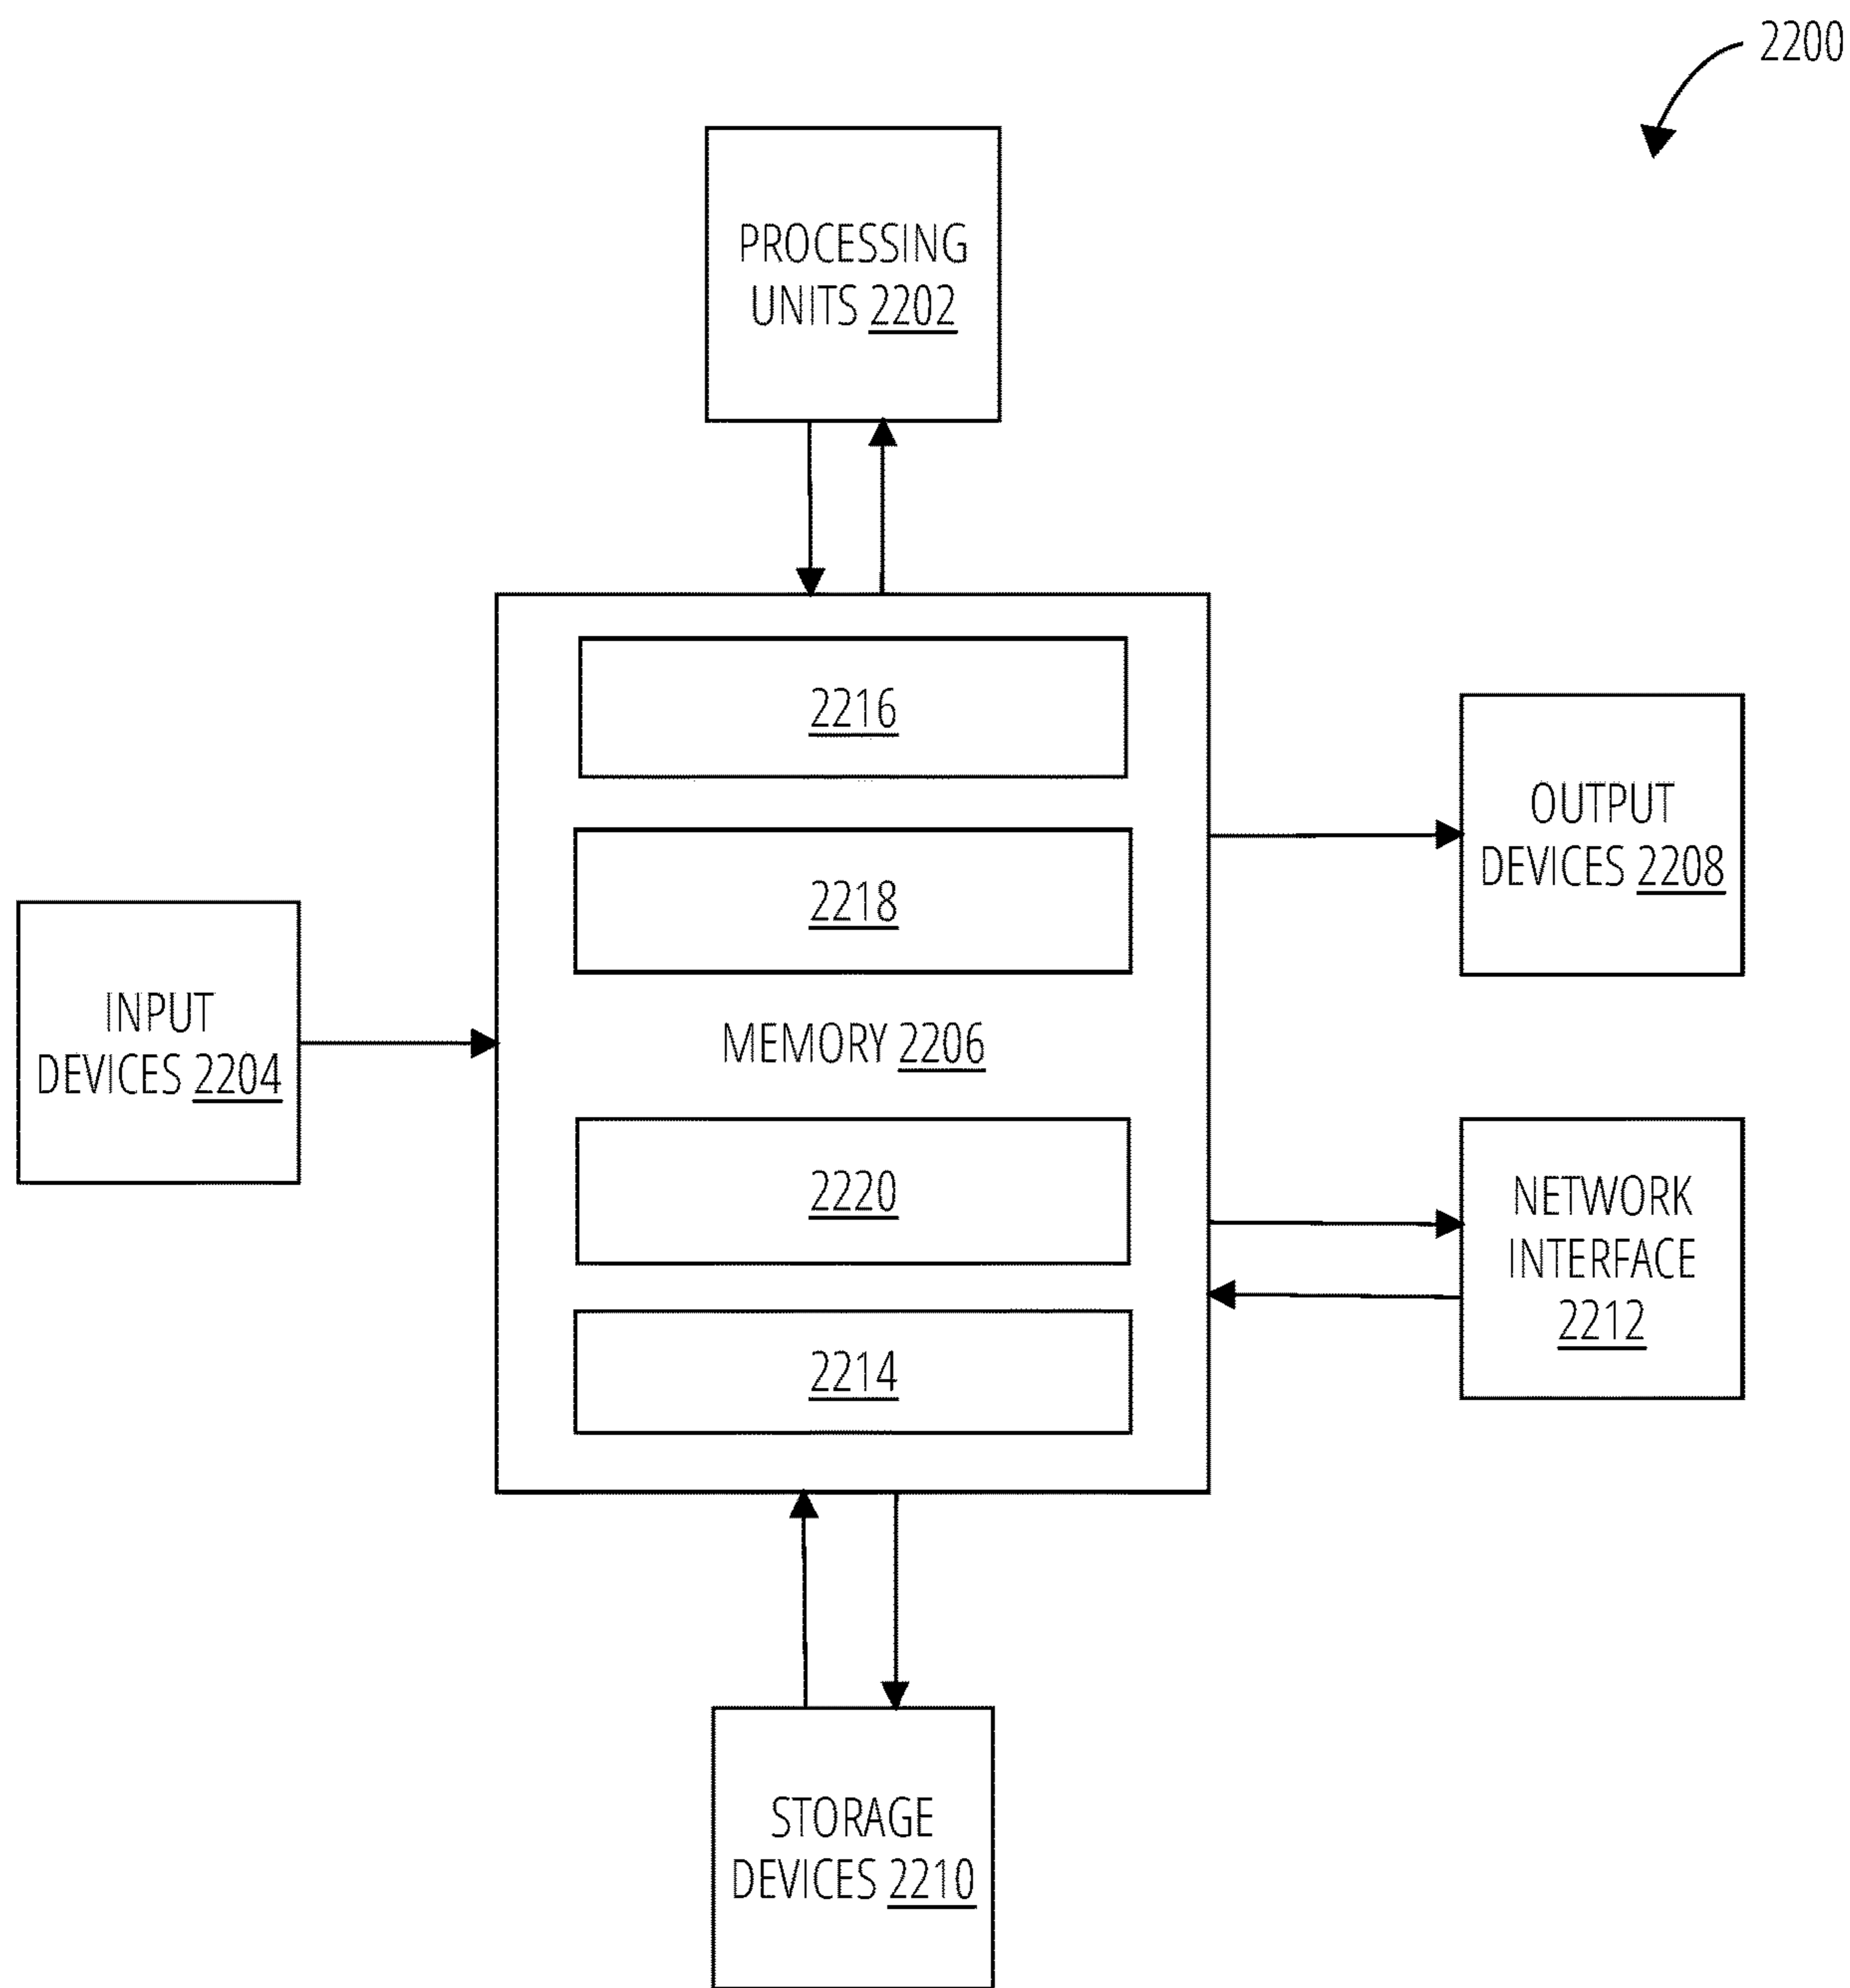 2200
PROCESSING
UNITS 2202
2216
2218
MEMORY 2206
2220
2214
INPUT
DEVICES 2204
OUTPUT
DEVICES 2208
NETWORK
INTERFACE
2212
STORAGE
DEVICES 2210